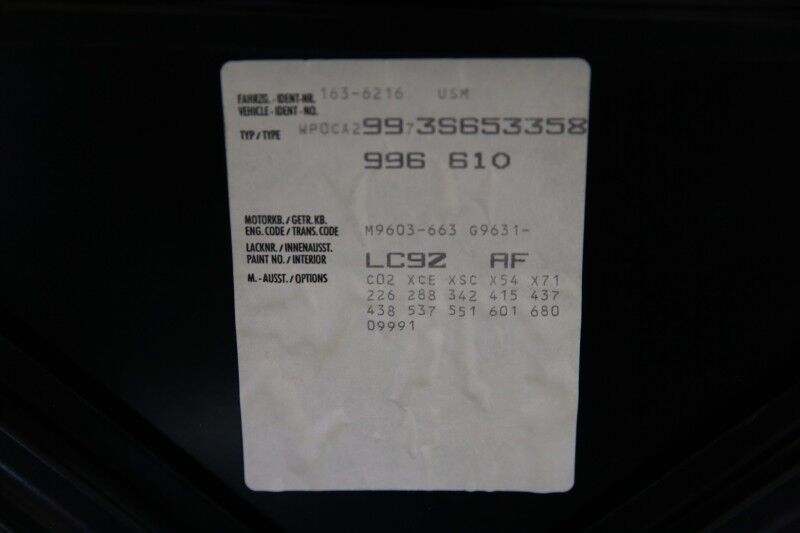 FAHRZG. - IDENT-NR. 163-6216 USM
VEHICLE - IDENT - NO.
TYP / TYPE WP0CA29973S653358
996 610
MOTORKB. / GETR. KB.
ENG. CODE / TRANS. CODE M9603-663 G9631-
LACKNR. / INNENAUSST.
PAINT NO. / INTERIOR LC9Z AF
M. - AUSST. / OPTIONS C02 XCE XSC X54 X71
226 288 342 415 437
438 537 551 601 680
09991